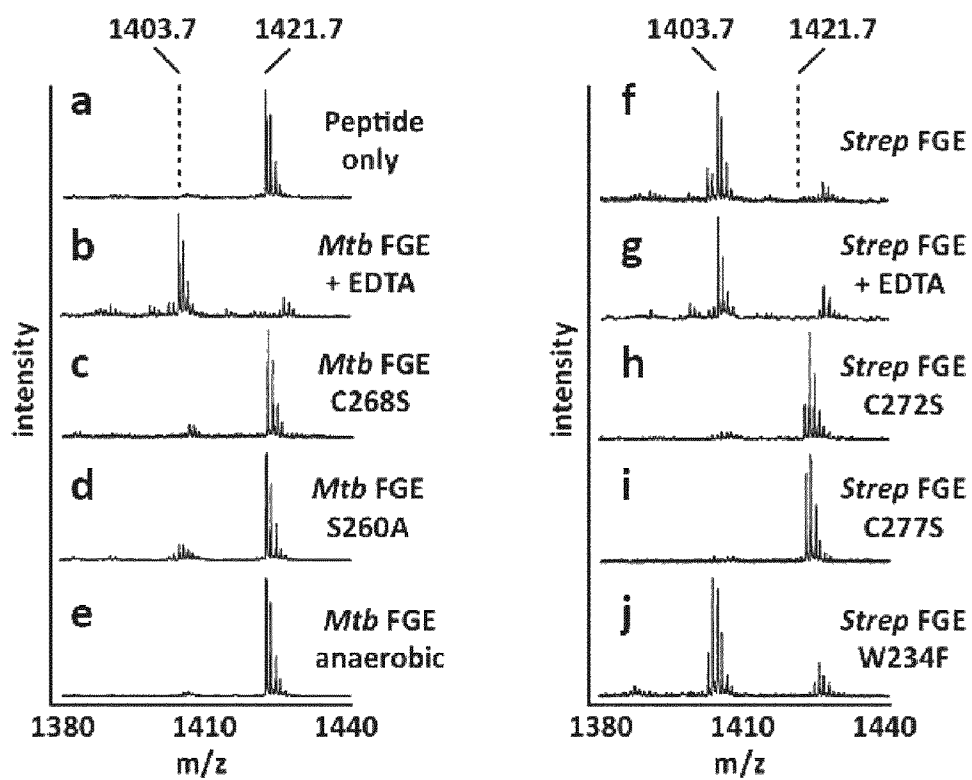 1403.7 1421.7
a Peptide only
b Mtb FGE + EDTA
c Mtb FGE C268S
d Mtb FGE S260A
e Mtb FGE anaerobic
intensity
1380 1410 1440
m/z
1403.7 1421.7
f Strep FGE
g Strep FGE + EDTA
h Strep FGE C272S
i Strep FGE C277S
j Strep FGE W234F
intensity
1380 1410 1440
m/z